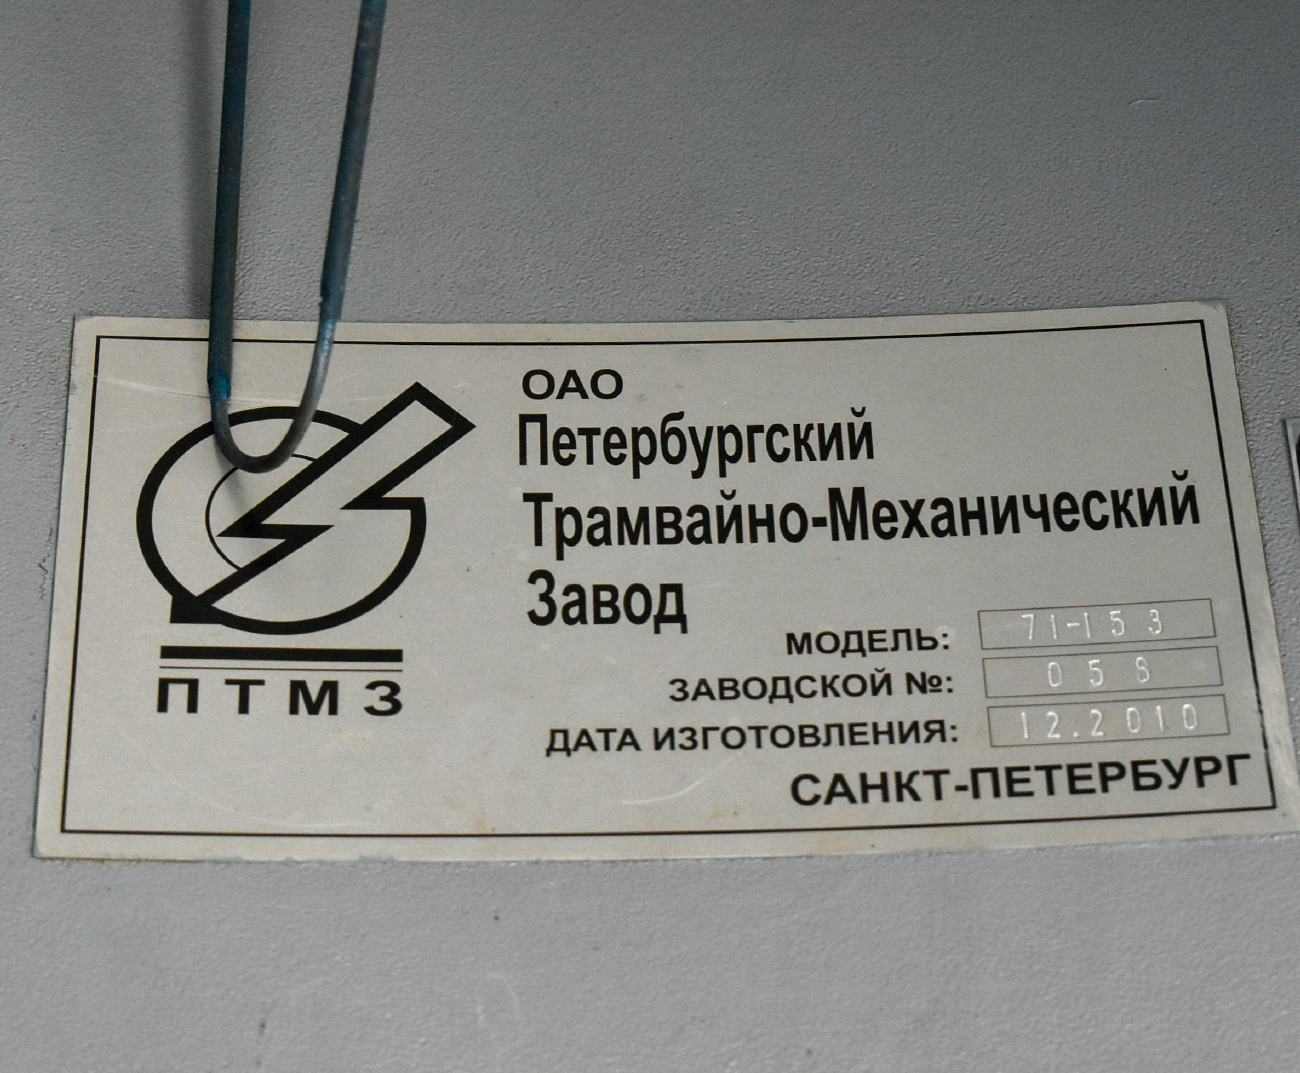 ОАО
Петербургский
Трамвайно-Механический
Завод
ПТМЗ
МОДЕЛЬ: 71-153
ЗАВОДСКОЙ №: 058
ДАТА ИЗГОТОВЛЕНИЯ: 12.2010
САНКТ-ПЕТЕРБУРГ